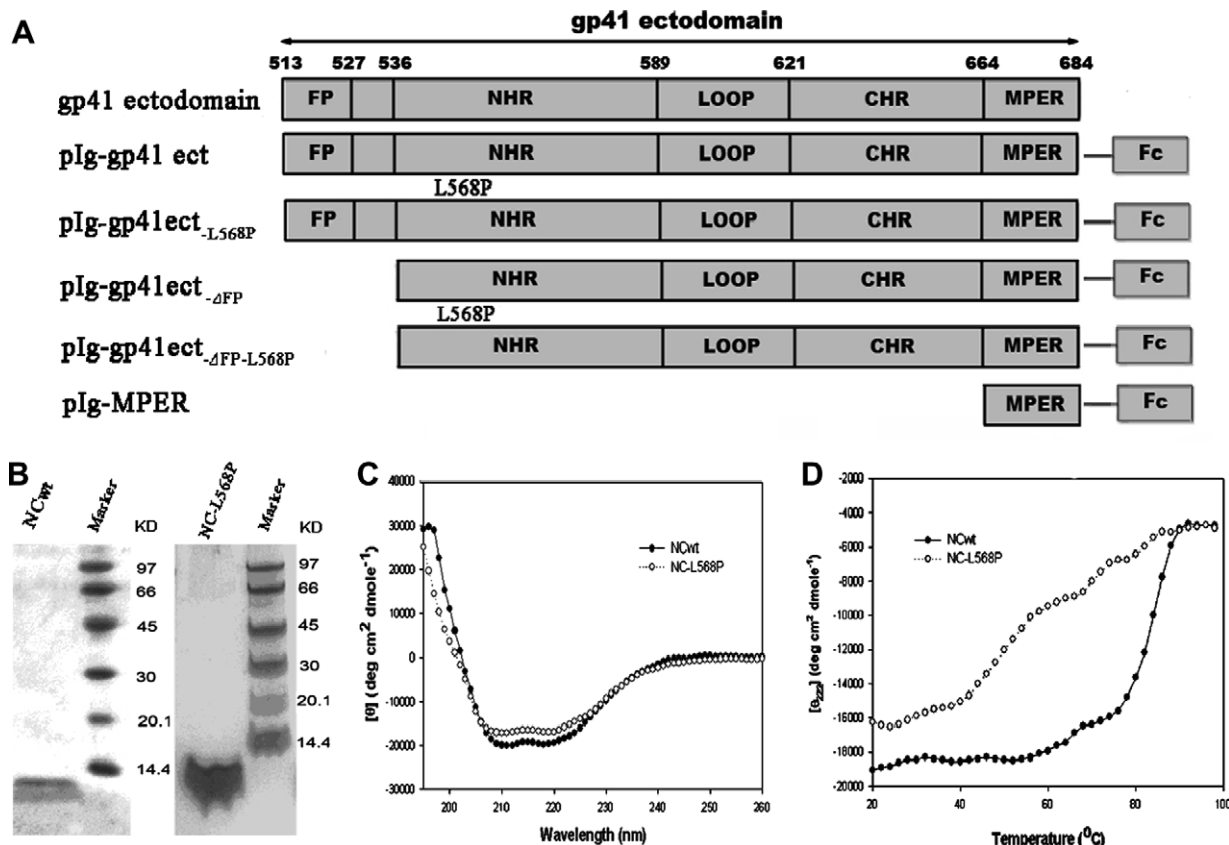 A
gp41 ectodomain
513 527 536 589 621 664 684
gp41 ectodomain FP NHR LOOP CHR MPER
pIg-gp41 ect FP NHR LOOP CHR MPER Fc
L568P
pIg-gp41ect-L568P FP NHR LOOP CHR MPER Fc
pIg-gp41ect-ΔFP NHR LOOP CHR MPER Fc
L568P
pIg-gp41ect-ΔFP-L568P NHR LOOP CHR MPER Fc
pIg-MPER MPER Fc
B
NCwt
Marker
KD
97
66
45
30
20.1
14.4
NC-L568P
Marker
KD
97
66
45
30
20.1
14.4
C
40000
30000
20000
10000
0
-10000
-20000
-30000
[θ] ( deg cm² dmole⁻¹)
NCwt
NC-L568P
200 210 220 230 240 250 260
Wavelength (nm)
D
-2000
-4000
-6000
-8000
-10000
-12000
-14000
-16000
-18000
-20000
[θ222] (deg cm² dmole⁻¹)
NCwt
NC-L568P
20 40 60 80 100
Temperature (⁰C)